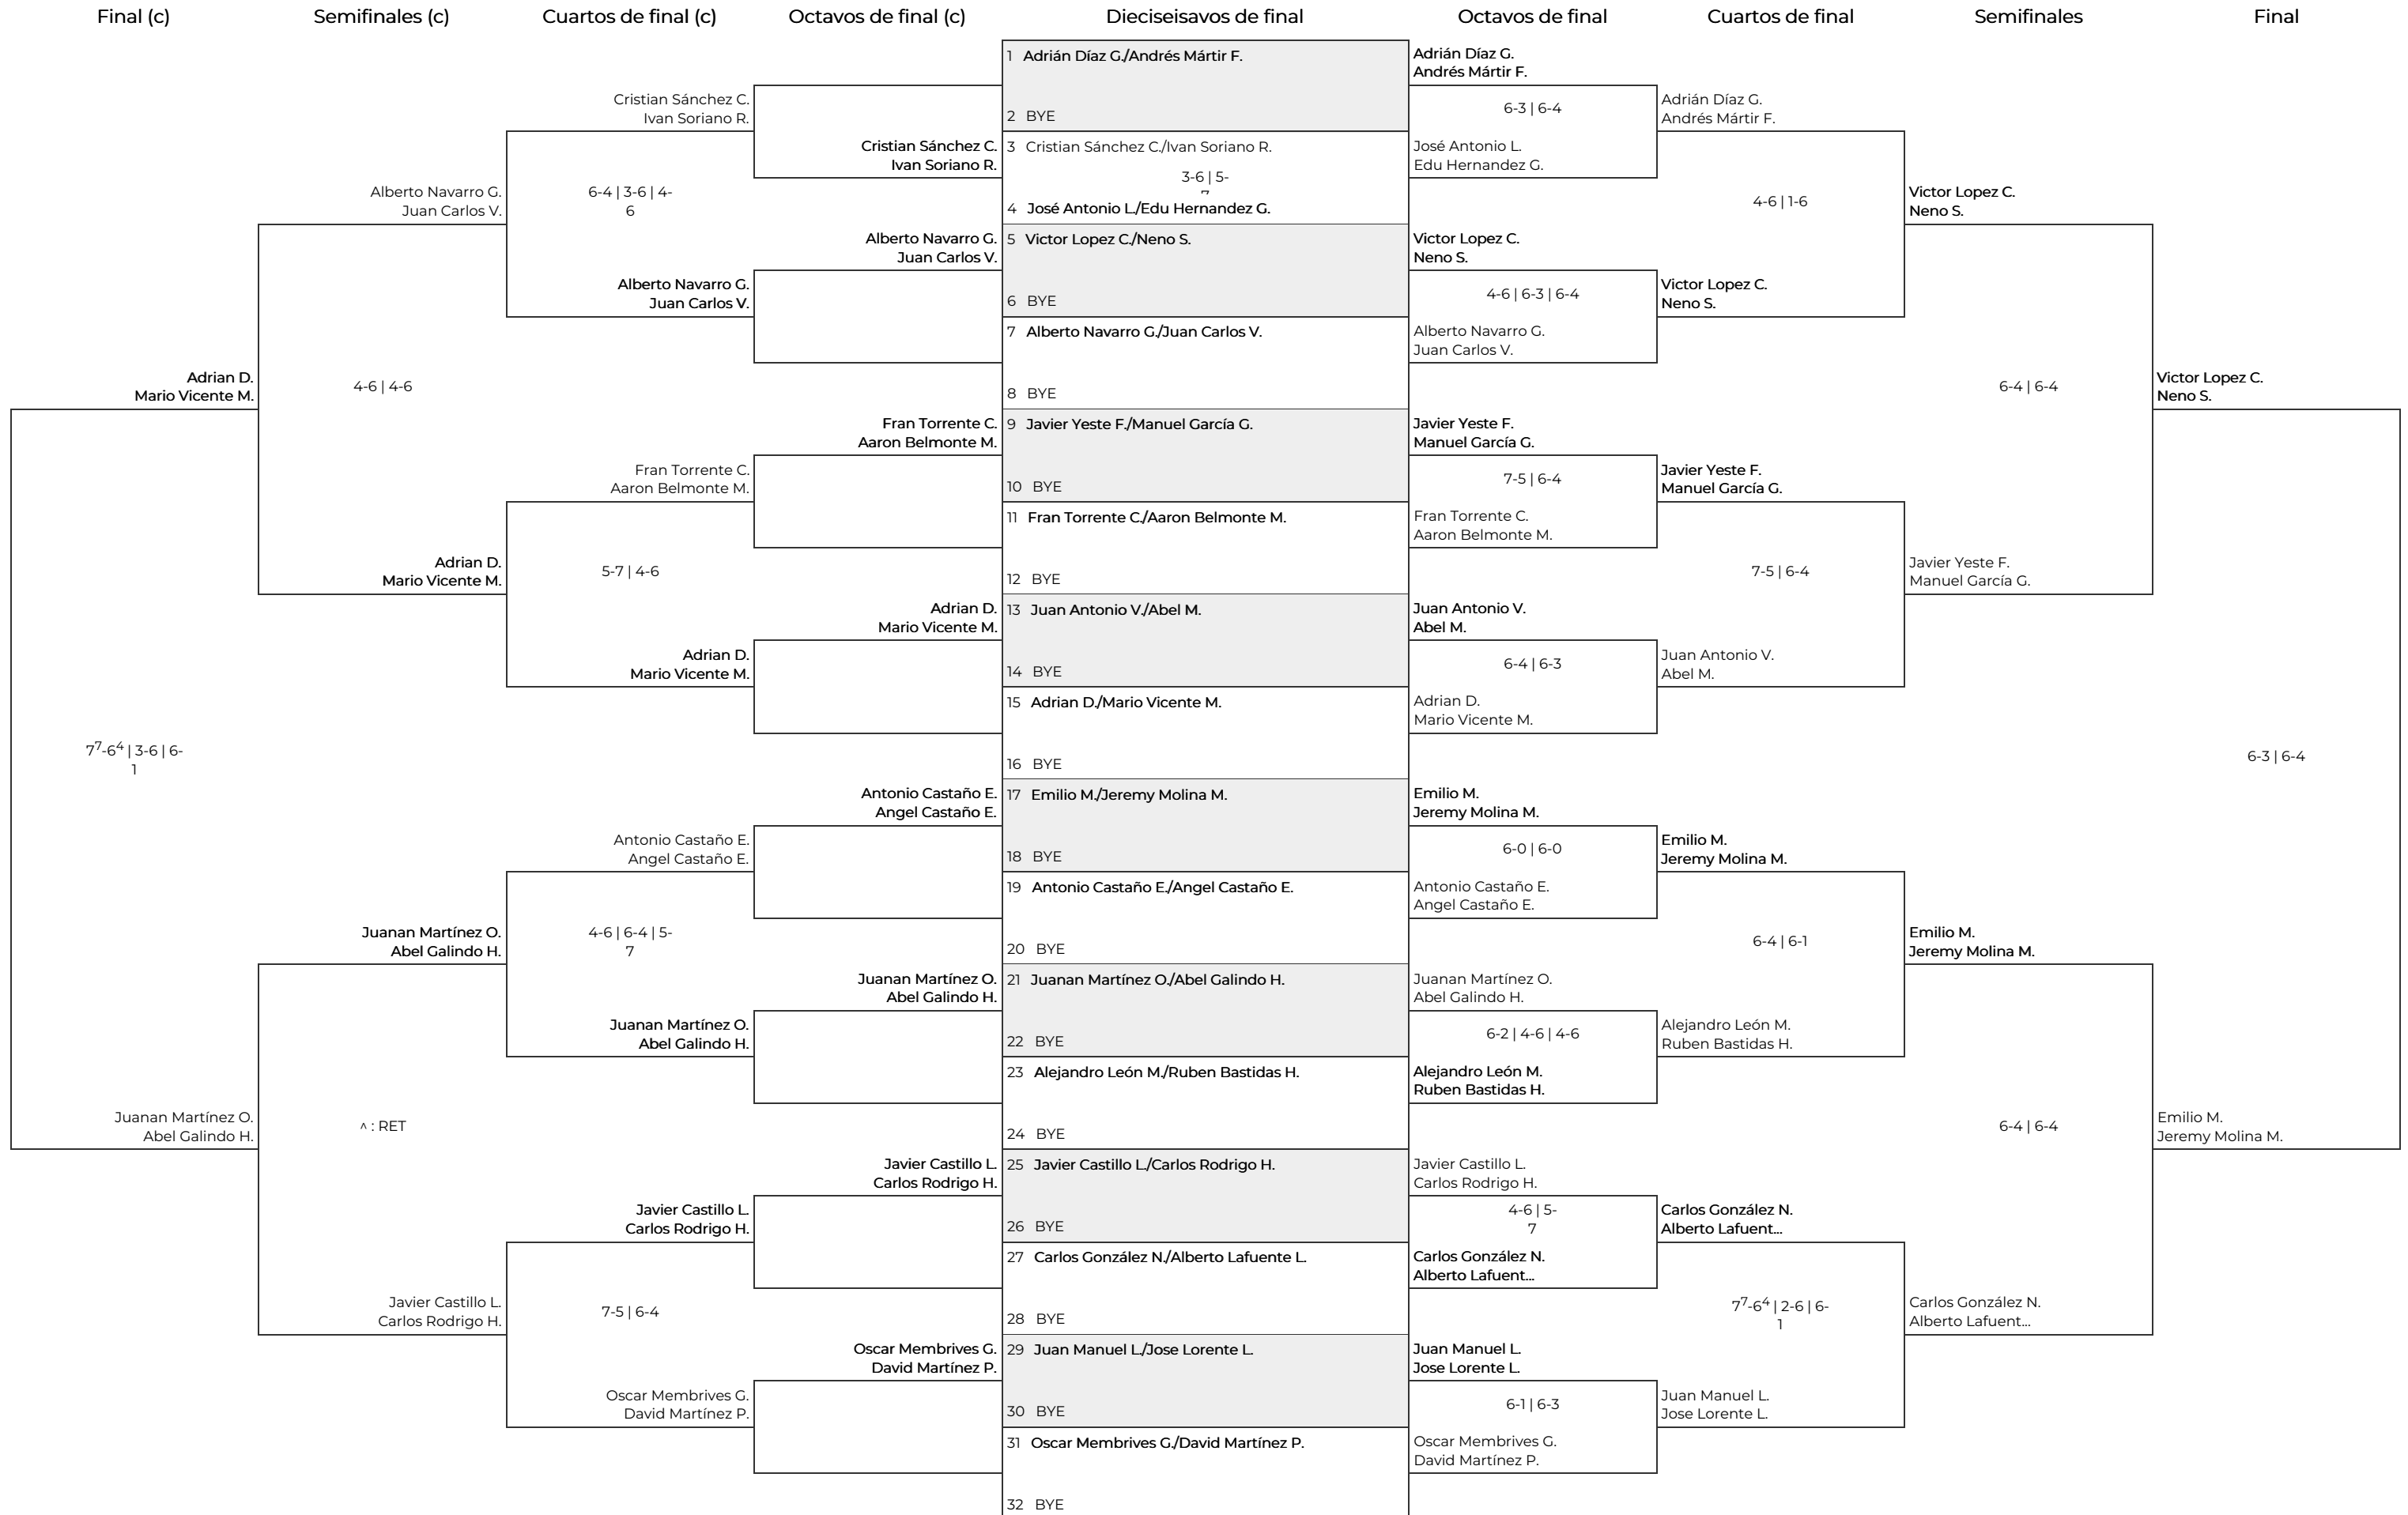 Final (c)
Semifinales (c)
Cuartos de final (c)
Octavos de final (c)
Dieciseisavos de final
Octavos de final
Cuartos de final
Semifinales
Final
Adrian D.
Mario Vicente M.
7⁷-6⁴ | 3-6 | 6-
1
Juanan Martínez O.
Abel Galindo H.
Alberto Navarro G.
Juan Carlos V.
4-6 | 4-6
Adrian D.
Mario Vicente M.
Juanan Martínez O.
Abel Galindo H.
^ : RET
Javier Castillo L.
Carlos Rodrigo H.
Cristian Sánchez C.
Ivan Soriano R.
6-4 | 3-6 | 4-
6
Alberto Navarro G.
Juan Carlos V.
Fran Torrente C.
Aaron Belmonte M.
5-7 | 4-6
Adrian D.
Mario Vicente M.
Antonio Castaño E.
Angel Castaño E.
4-6 | 6-4 | 5-
7
Juanan Martínez O.
Abel Galindo H.
Javier Castillo L.
Carlos Rodrigo H.
7-5 | 6-4
Oscar Membrives G.
David Martínez P.
Cristian Sánchez C.
Ivan Soriano R.
Alberto Navarro G.
Juan Carlos V.
Fran Torrente C.
Aaron Belmonte M.
Adrian D.
Mario Vicente M.
Antonio Castaño E.
Angel Castaño E.
Juanan Martínez O.
Abel Galindo H.
Javier Castillo L.
Carlos Rodrigo H.
Oscar Membrives G.
David Martínez P.
1 Adrián Díaz G./Andrés Mártir F.
2 BYE
3 Cristian Sánchez C./Ivan Soriano R.
3-6 | 5-
7
4 José Antonio L./Edu Hernandez G.
5 Victor Lopez C./Neno S.
6 BYE
7 Alberto Navarro G./Juan Carlos V.
8 BYE
9 Javier Yeste F./Manuel García G.
10 BYE
11 Fran Torrente C./Aaron Belmonte M.
12 BYE
13 Juan Antonio V./Abel M.
14 BYE
15 Adrian D./Mario Vicente M.
16 BYE
17 Emilio M./Jeremy Molina M.
18 BYE
19 Antonio Castaño E./Angel Castaño E.
20 BYE
21 Juanan Martínez O./Abel Galindo H.
22 BYE
23 Alejandro León M./Ruben Bastidas H.
24 BYE
25 Javier Castillo L./Carlos Rodrigo H.
26 BYE
27 Carlos González N./Alberto Lafuente L.
28 BYE
29 Juan Manuel L./Jose Lorente L.
30 BYE
31 Oscar Membrives G./David Martínez P.
32 BYE
Adrián Díaz G.
Andrés Mártir F.
6-3 | 6-4
José Antonio L.
Edu Hernandez G.
Victor Lopez C.
Neno S.
4-6 | 6-3 | 6-4
Alberto Navarro G.
Juan Carlos V.
Javier Yeste F.
Manuel García G.
7-5 | 6-4
Fran Torrente C.
Aaron Belmonte M.
Juan Antonio V.
Abel M.
6-4 | 6-3
Adrian D.
Mario Vicente M.
Emilio M.
Jeremy Molina M.
6-0 | 6-0
Antonio Castaño E.
Angel Castaño E.
Juanan Martínez O.
Abel Galindo H.
6-2 | 4-6 | 4-6
Alejandro León M.
Ruben Bastidas H.
Javier Castillo L.
Carlos Rodrigo H.
4-6 | 5-
7
Carlos González N.
Alberto Lafuent...
Juan Manuel L.
Jose Lorente L.
6-1 | 6-3
Oscar Membrives G.
David Martínez P.
Adrián Díaz G.
Andrés Mártir F.
4-6 | 1-6
Victor Lopez C.
Neno S.
Javier Yeste F.
Manuel García G.
7-5 | 6-4
Juan Antonio V.
Abel M.
Emilio M.
Jeremy Molina M.
6-4 | 6-1
Alejandro León M.
Ruben Bastidas H.
Carlos González N.
Alberto Lafuent...
7⁷-6⁴ | 2-6 | 6-
1
Juan Manuel L.
Jose Lorente L.
Victor Lopez C.
Neno S.
6-4 | 6-4
Javier Yeste F.
Manuel García G.
Emilio M.
Jeremy Molina M.
6-4 | 6-4
Carlos González N.
Alberto Lafuent...
Victor Lopez C.
Neno S.
6-3 | 6-4
Emilio M.
Jeremy Molina M.